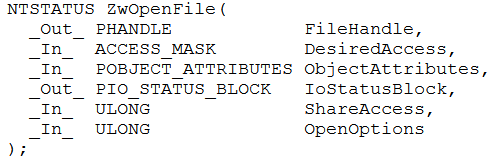 NTSTATUS ZwOpenFile(
  _Out_ PHANDLE            FileHandle,
  _In_  ACCESS_MASK        DesiredAccess,
  _In_  POBJECT_ATTRIBUTES ObjectAttributes,
  _Out_ PIO_STATUS_BLOCK   IoStatusBlock,
  _In_  ULONG              ShareAccess,
  _In_  ULONG              OpenOptions
);